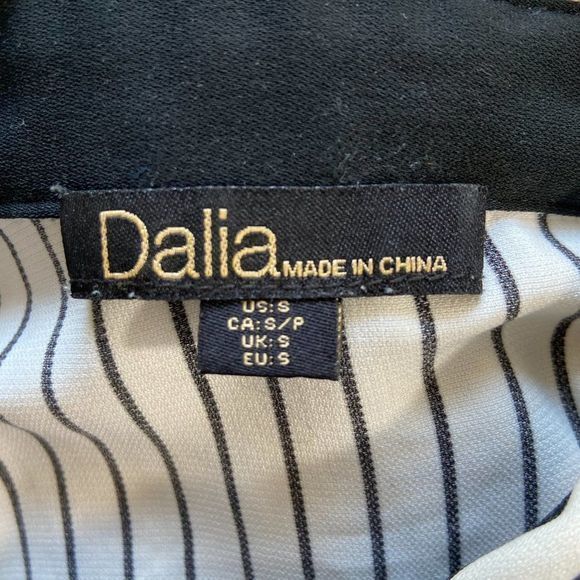 Dalia MADE IN CHINA
US: S
CA: S/P
UK: S
EU: S